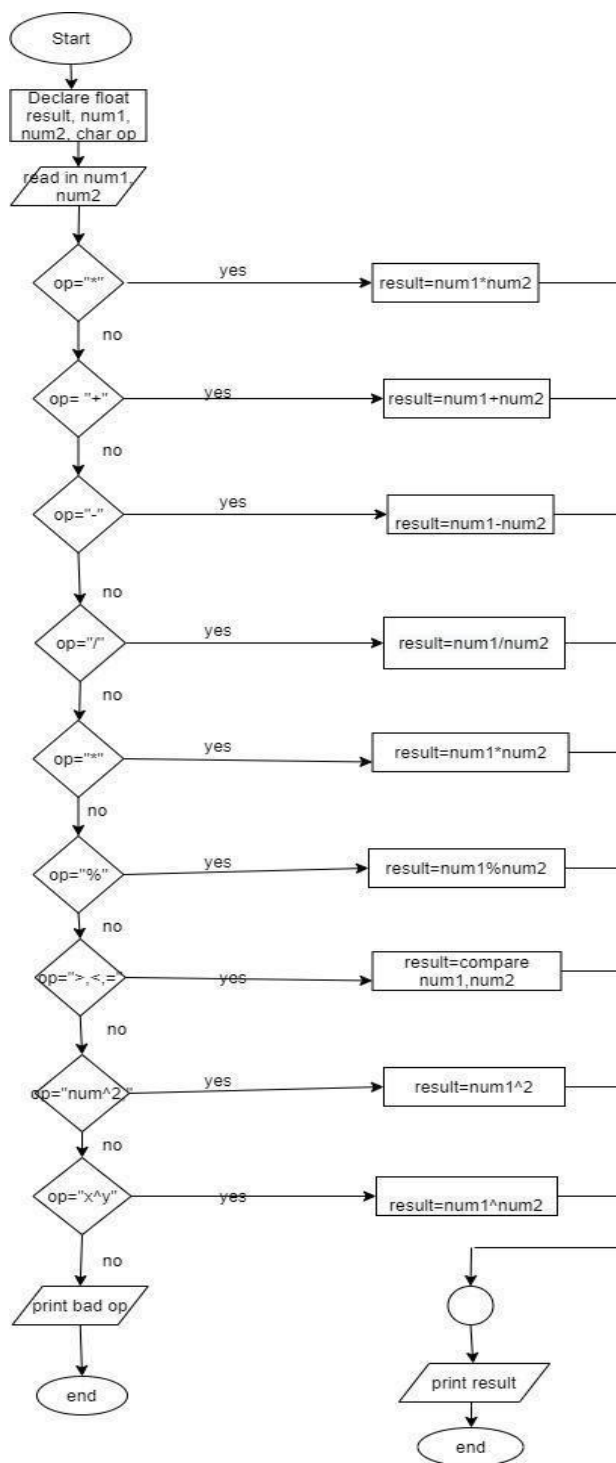 Start
Declare float
result, num1,
num2, char op
read in num1,
num2
op="*"
yes
result=num1*num2
no
op= "+"
yes
result=num1+num2
no
op="-"
yes
result=num1-num2
no
op="/"
yes
result=num1/num2
no
op="*"
yes
result=num1*num2
no
op="%"
yes
result=num1%num2
no
op=">,<,="
yes
result=compare
num1,num2
no
op="num^2,"
yes
result=num1^2
no
op="x^y"
yes
result=num1^num2
no
print bad op
end
print result
end